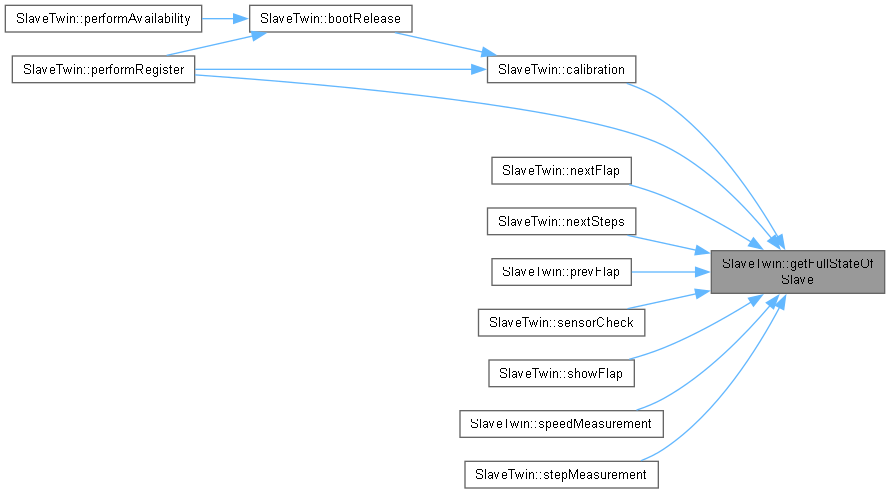 SlaveTwin::performAvailability
SlaveTwin::bootRelease
SlaveTwin::performRegister
SlaveTwin::calibration
SlaveTwin::nextFlap
SlaveTwin::nextSteps
SlaveTwin::prevFlap
SlaveTwin::sensorCheck
SlaveTwin::showFlap
SlaveTwin::speedMeasurement
SlaveTwin::stepMeasurement
SlaveTwin::getFullStateOf
Slave